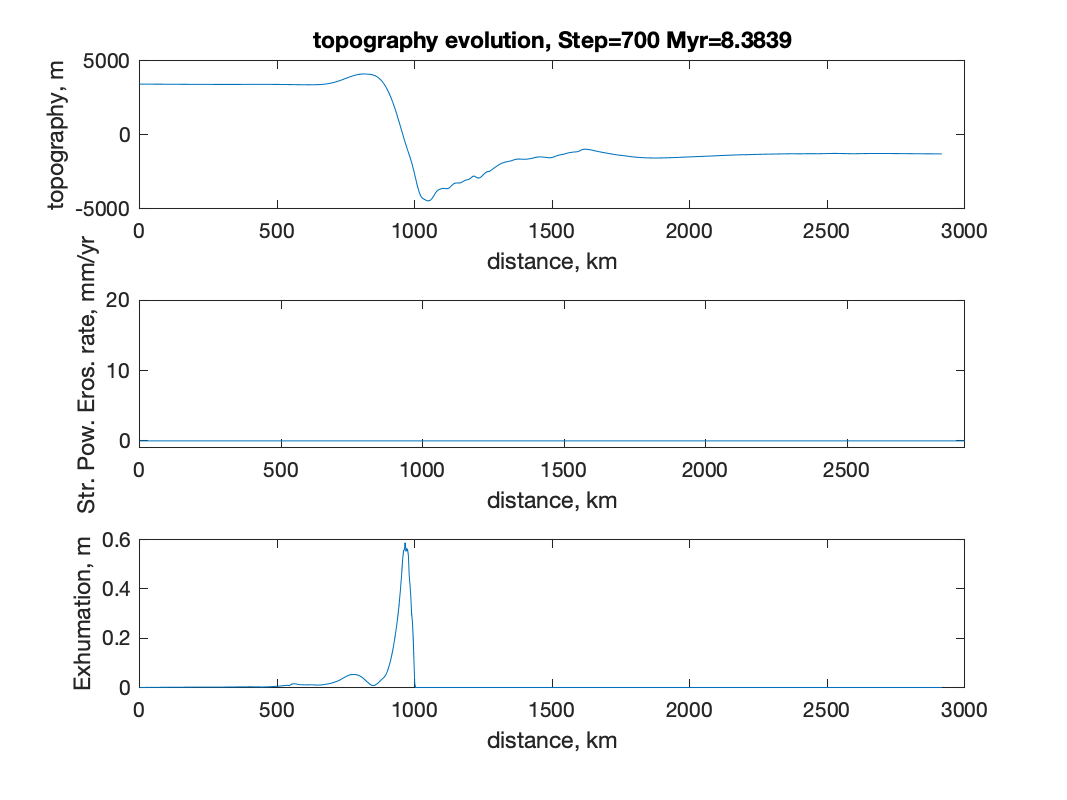 topography evolution, Step=700 Myr=8.3839
topography, m
5000
0
-5000
0 500 1000 1500 2000 2500 3000
distance, km
Str. Pow. Eros. rate, mm/yr
20
10
0
0 500 1000 1500 2000 2500
distance, km
Exhumation, m
0.6
0.4
0.2
0
0 500 1000 1500 2000 2500 3000
distance, km